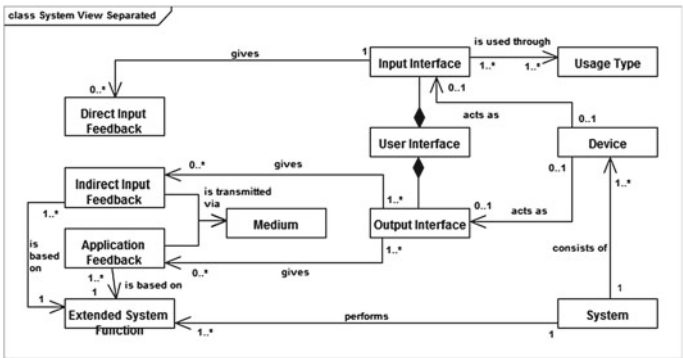 class System View Separated
gives
1
Input Interface
is used through
1..*
1..*
Usage Type
0..*
Direct Input
Feedback
0..1
acts as
0..1
User Interface
Device
0..*
gives
0..1
1..*
Indirect Input
Feedback
is transmitted
via
1..*
1..*
Medium
Output Interface
0..1
acts as
is
based
on
Application
Feedback
1..*
0..*
gives
consists of
1..*
is based on
1
1
1
Extended System
Function
1..*
performs
1
System